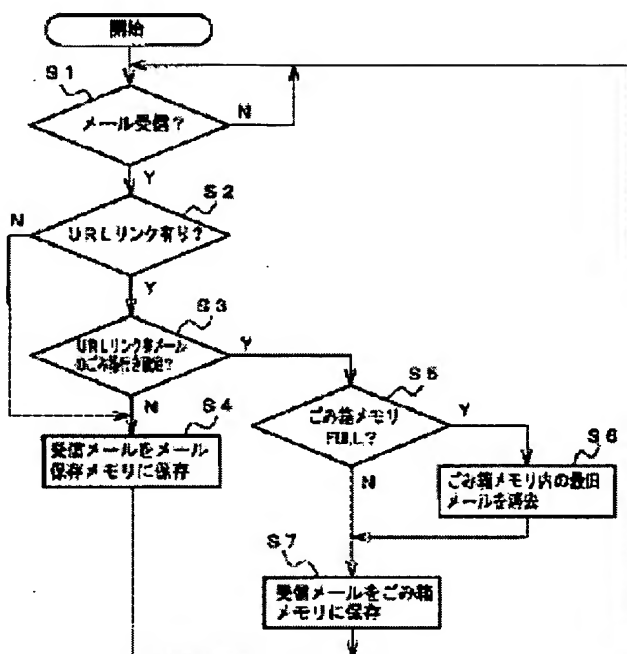 開始
S1
メール受信?
N
Y
S2
N
URLリンク有り?
Y
S3
URLリンク有メール
のごみ箱行き設定?
Y
N
S4
受信メールをメール
保存メモリに保存
S5
ごみ箱メモリ
FULL?
Y
N
S6
ごみ箱メモリ内の最旧
メールを消去
S7
受信メールをごみ箱
メモリに保存